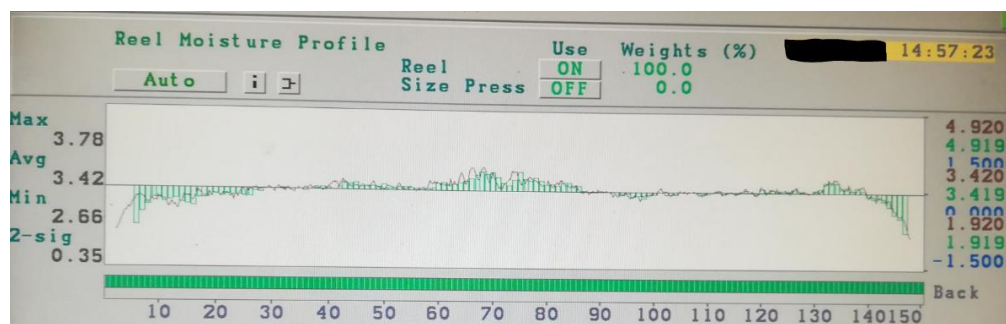 Reel Moisture Profile
Use Weights (%) 14:57:23
Reel ON 100.0
Auto i Size Press OFF 0.0
Max
3.78
Avg
3.42
Min
2.66
2-sig
0.35
4.920
4.919
1.500
3.420
3.419
0.000
1.920
1.919
-1.500
Back
10 20 30 40 50 60 70 80 90 100 110 120 130 140 150